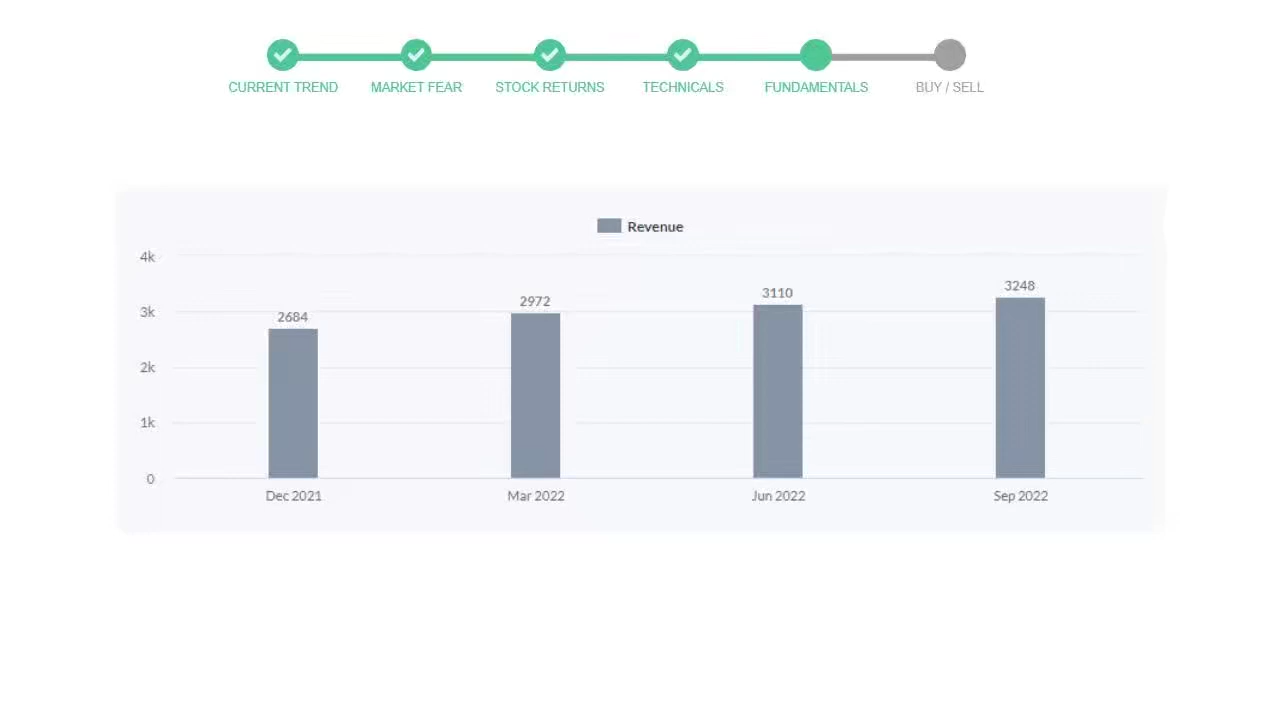 CURRENT TREND
MARKET FEAR
STOCK RETURNS
TECHNICALS
FUNDAMENTALS
BUY / SELL
Revenue
4k
3k
2k
1k
0
2684
2972
3110
3248
Dec 2021
Mar 2022
Jun 2022
Sep 2022